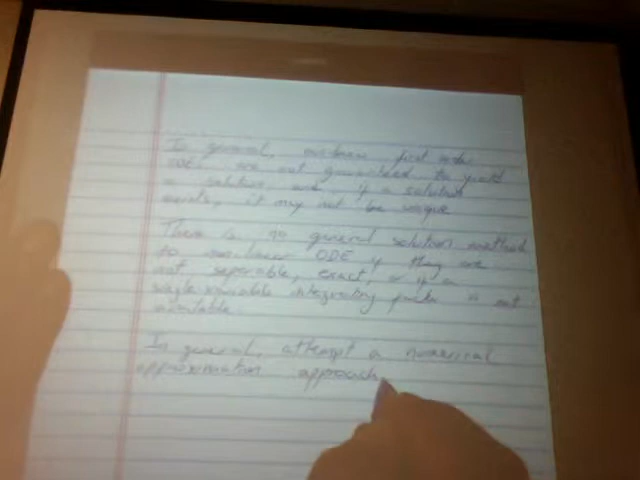 In general, nonlinear first order
ODE are not guaranteed to yield
a solution, and if a solution
exists, it may not be unique
There is no general solution method
to non-linear ODE if they are
not separable, exact, or if a
single-variable integrating factor is not
available.
In general, attempt a numerical
approximation approach